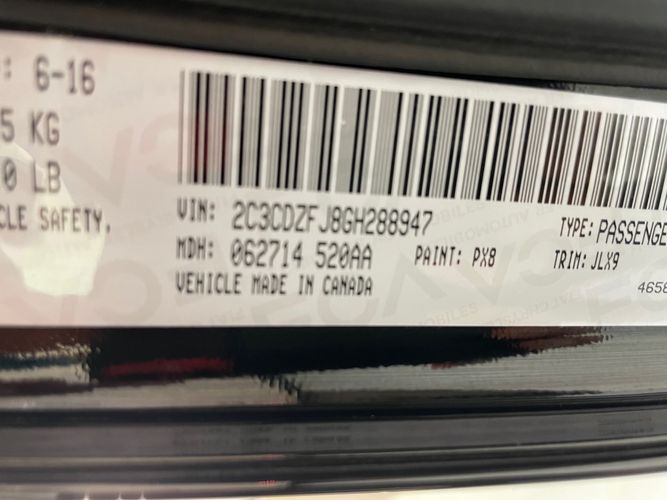 : 6-16
5 KG
0 LB
CLE SAFETY.
VIN: 2C3CDZFJ8GH288947
TYPE: PASSENGE
MDH: 062714 520AA
PAINT: PX8
TRIM: JLX9
VEHICLE MADE IN CANADA
4658